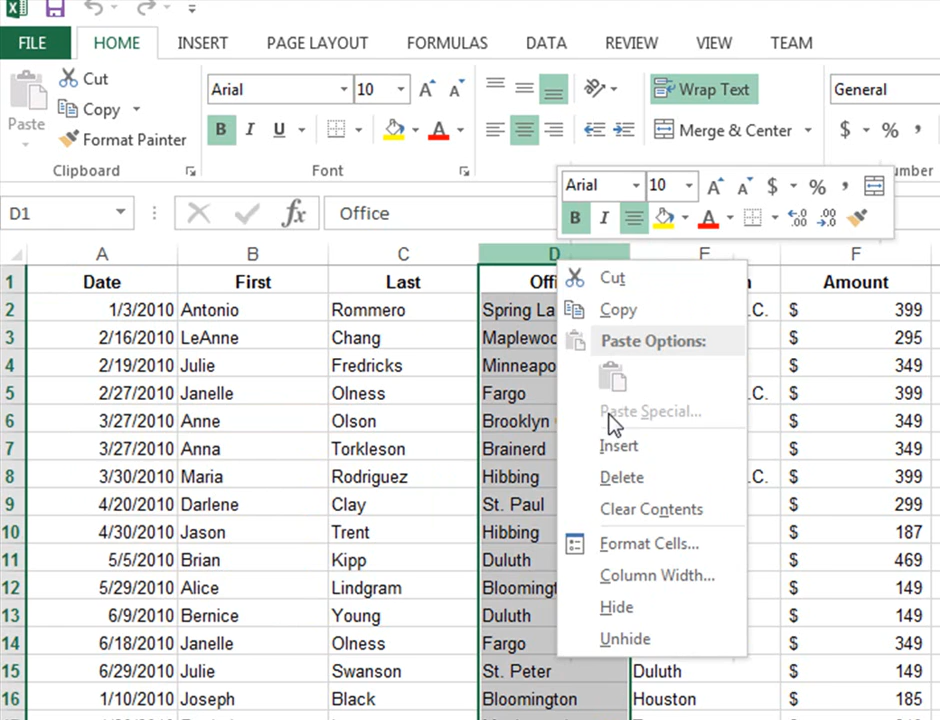 FILE HOME INSERT PAGE LAYOUT FORMULAS DATA REVIEW VIEW TEAM
Paste
Cut
Copy
Format Painter
Clipboard
Arial 10
B I U A
Font
Wrap Text
Merge & Center
General
$ % ,
D1 fx Office
Arial 10 A A $ % ,
B I A
A B C D E F
1 Date First Last Amount
2 1/3/2010 Antonio Rommero Spring La C. $ 399
3 2/16/2010 LeAnne Chang $ 295
4 2/19/2010 Julie Fredricks $ 349
5 2/27/2010 Janelle Olness Fargo C. $ 399
6 3/27/2010 Anne Olson Brooklyn $ 349
7 3/27/2010 Anna Torkleson Brainerd $ 349
8 3/30/2010 Maria Rodriguez Hibbing C. $ 399
9 4/20/2010 Darlene Clay St. Paul $ 299
10 4/30/2010 Jason Trent Hibbing $ 187
11 5/5/2010 Brian Kipp Duluth $ 469
12 5/29/2010 Alice Lindgram $ 149
13 6/9/2010 Bernice Young Duluth $ 149
14 6/18/2010 Janelle Olness Fargo $ 349
15 6/29/2010 Julie Swanson St. Peter Duluth $ 149
16 1/10/2010 Joseph Black Bloomington Houston $ 185
Cut
Copy
Paste Options:
Paste Special...
Insert
Delete
Clear Contents
Format Cells...
Column Width...
Hide
Unhide